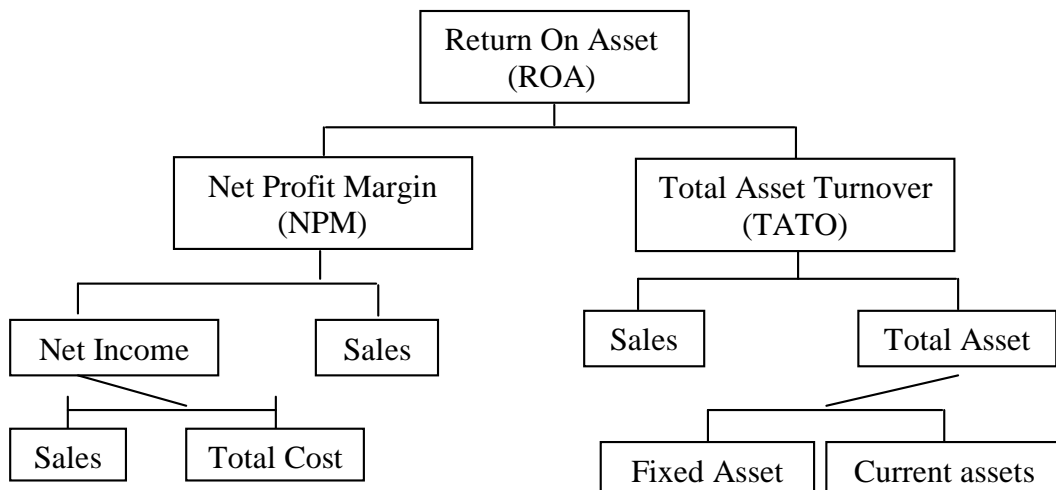 Return On Asset
(ROA)
Net Profit Margin
(NPM)
Total Asset Turnover
(TATO)
Net Income
Sales
Sales
Total Asset
Sales
Total Cost
Fixed Asset
Current assets